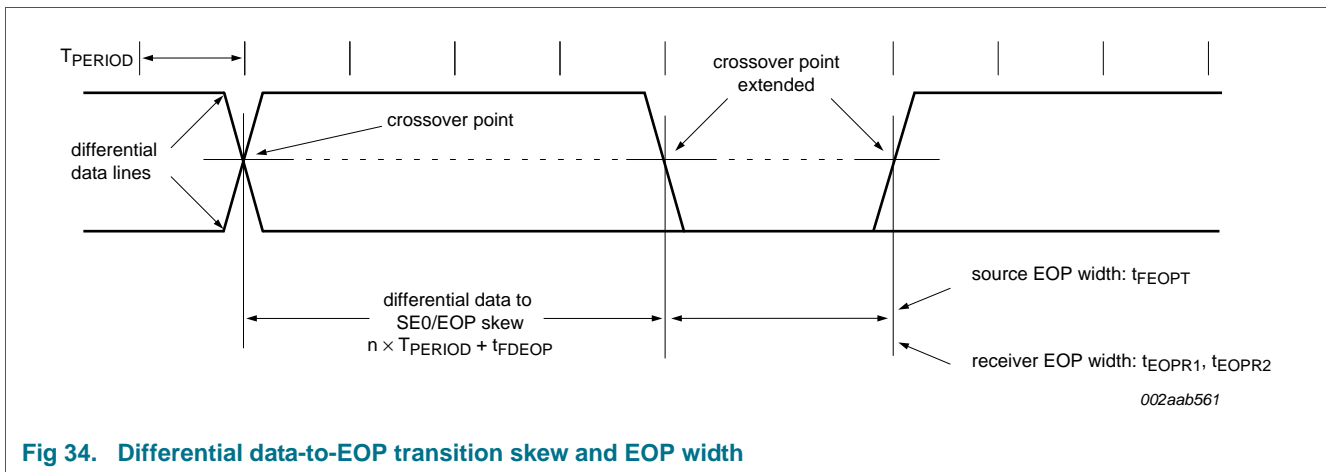 TPERIOD
crossover point
extended
crossover point
differential
data lines
differential data to
SE0/EOP skew
n × TPERIOD + tFDEOP
source EOP width: tFEOPT
receiver EOP width: tEOPR1, tEOPR2
002aab561
Fig 34. Differential data-to-EOP transition skew and EOP width